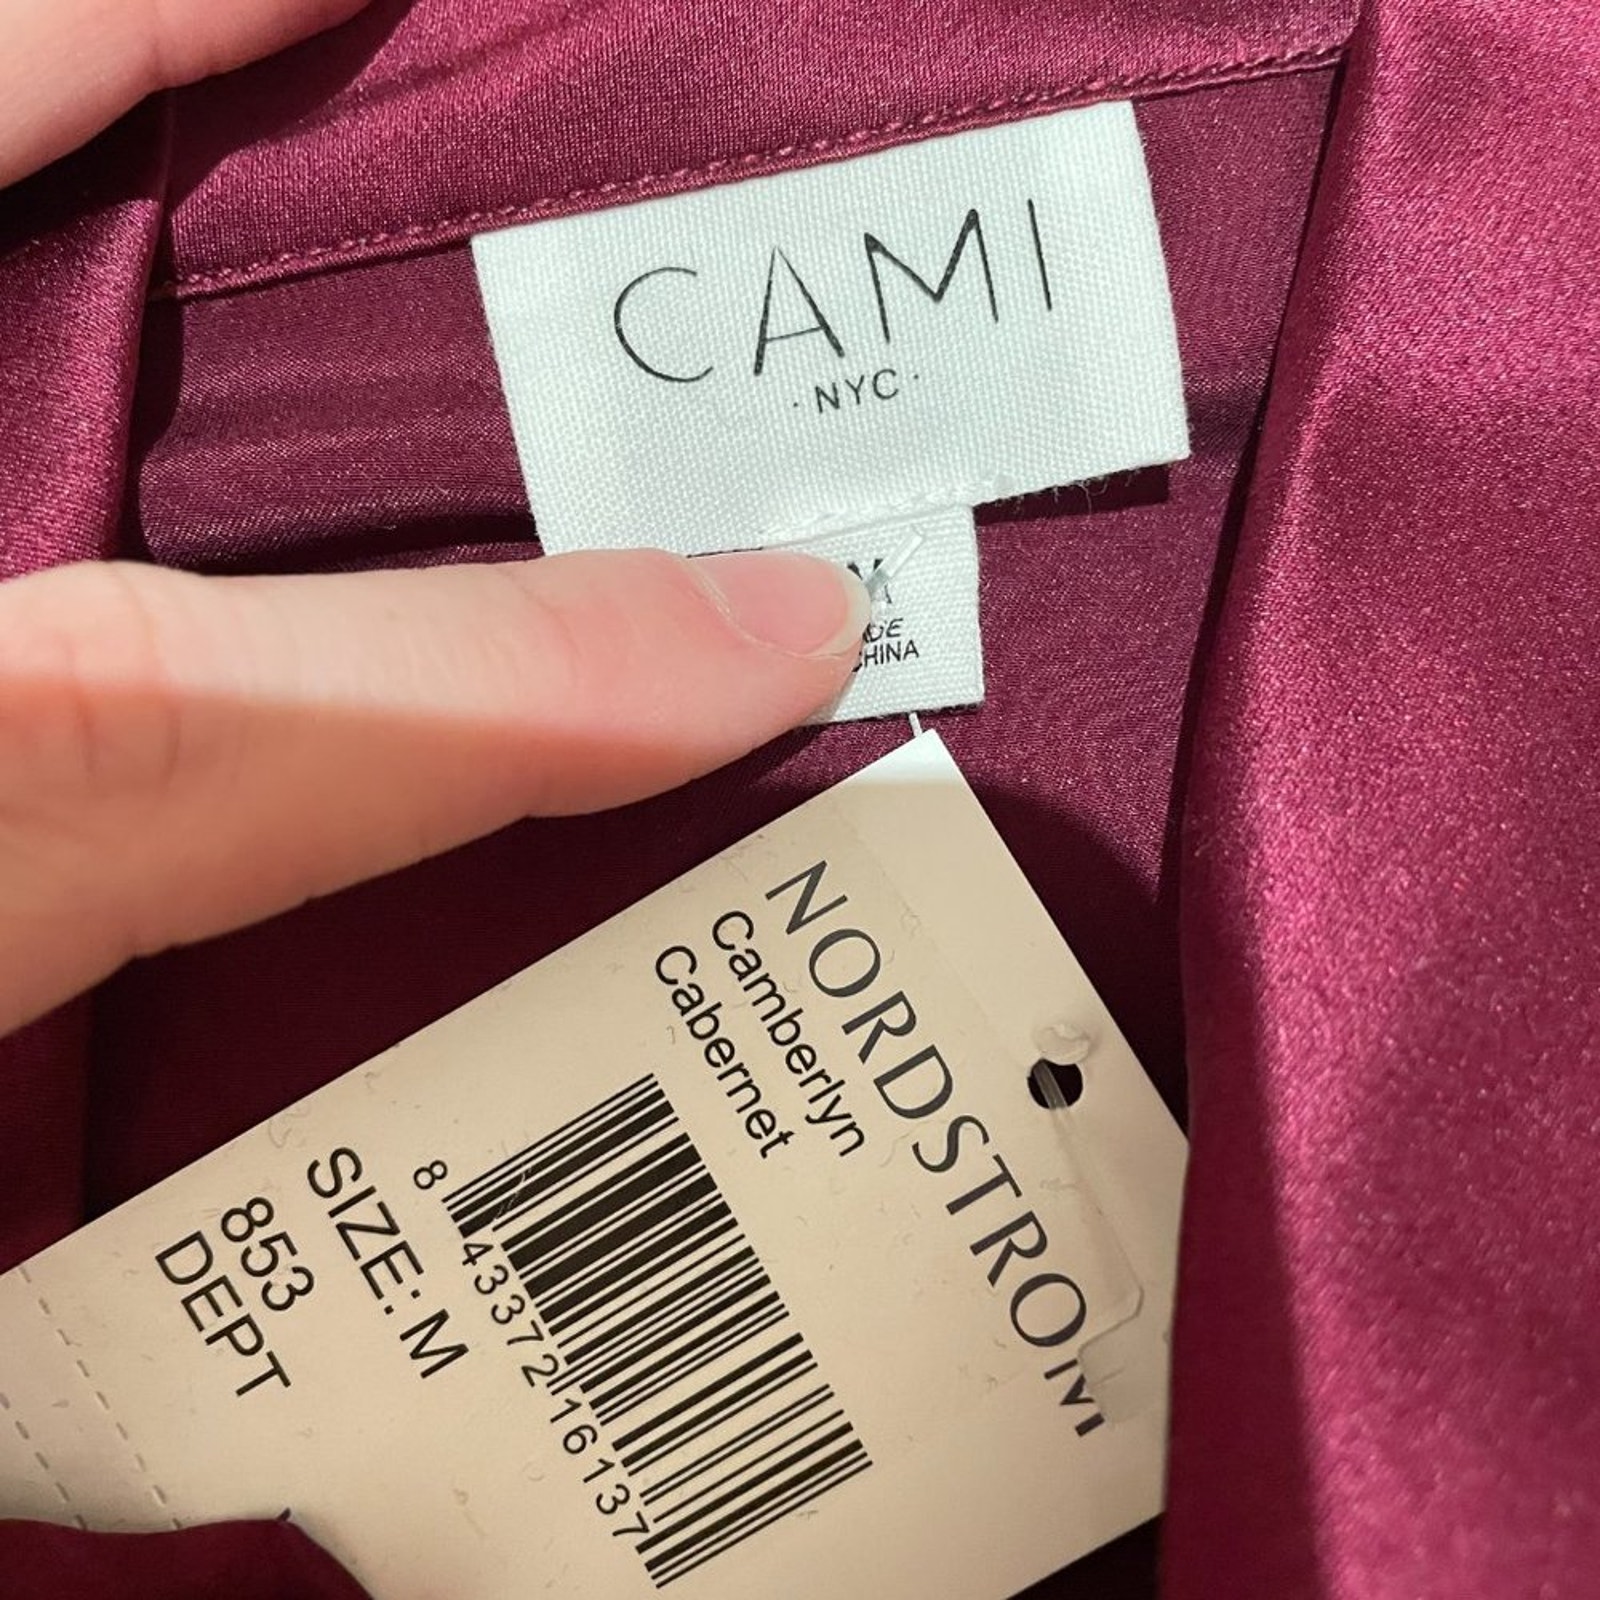 CAMI
· NYC ·
M
CHINA
NORDSTROM
Camberlyn
Cabernet
8 43372 16137
SIZE: M
853
DEPT